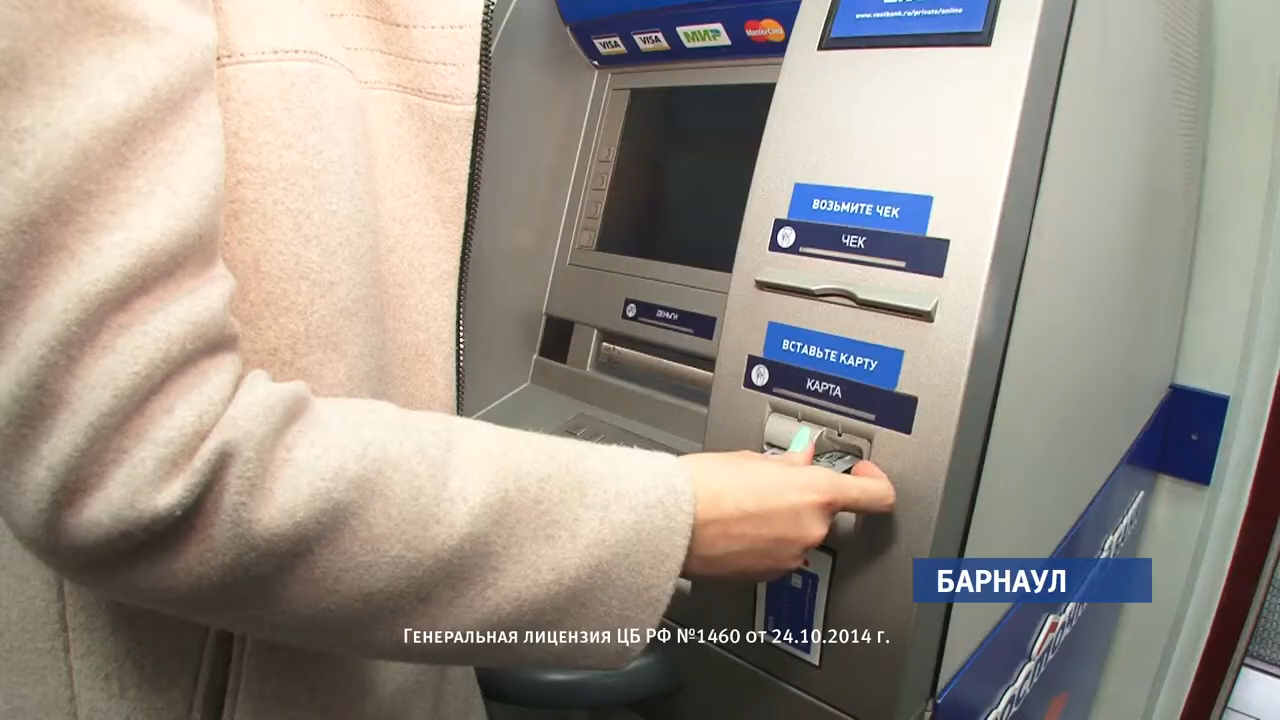 www.vostbank.ru/private/online
VISA VISA МИР MasterCard
ВОЗЬМИТЕ ЧЕК
ЧЕК
ДЕНЬГИ
ВСТАВЬТЕ КАРТУ
КАРТА
БАРНАУЛ
Генеральная лицензия ЦБ РФ №1460 от 24.10.2014 г.